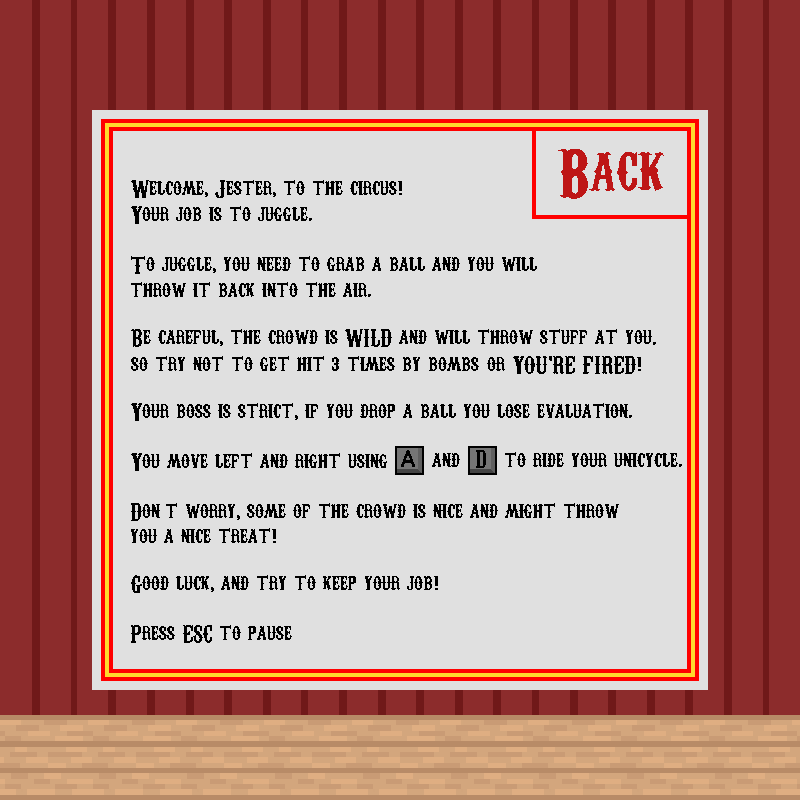 Back
Welcome, Jester, to the circus!
Your job is to juggle.
To juggle, you need to grab a ball and you will
throw it back into the air.
Be careful, the crowd is WILD and will throw stuff at you.
so try not to get hit 3 times by bombs or YOU'RE FIRED!
Your boss is strict, if you drop a ball you lose evaluation.
You move left and right using A and D to ride your unicycle.
Don t worry, some of the crowd is nice and might throw
you a nice treat!
Good luck, and try to keep your job!
Press ESC to pause